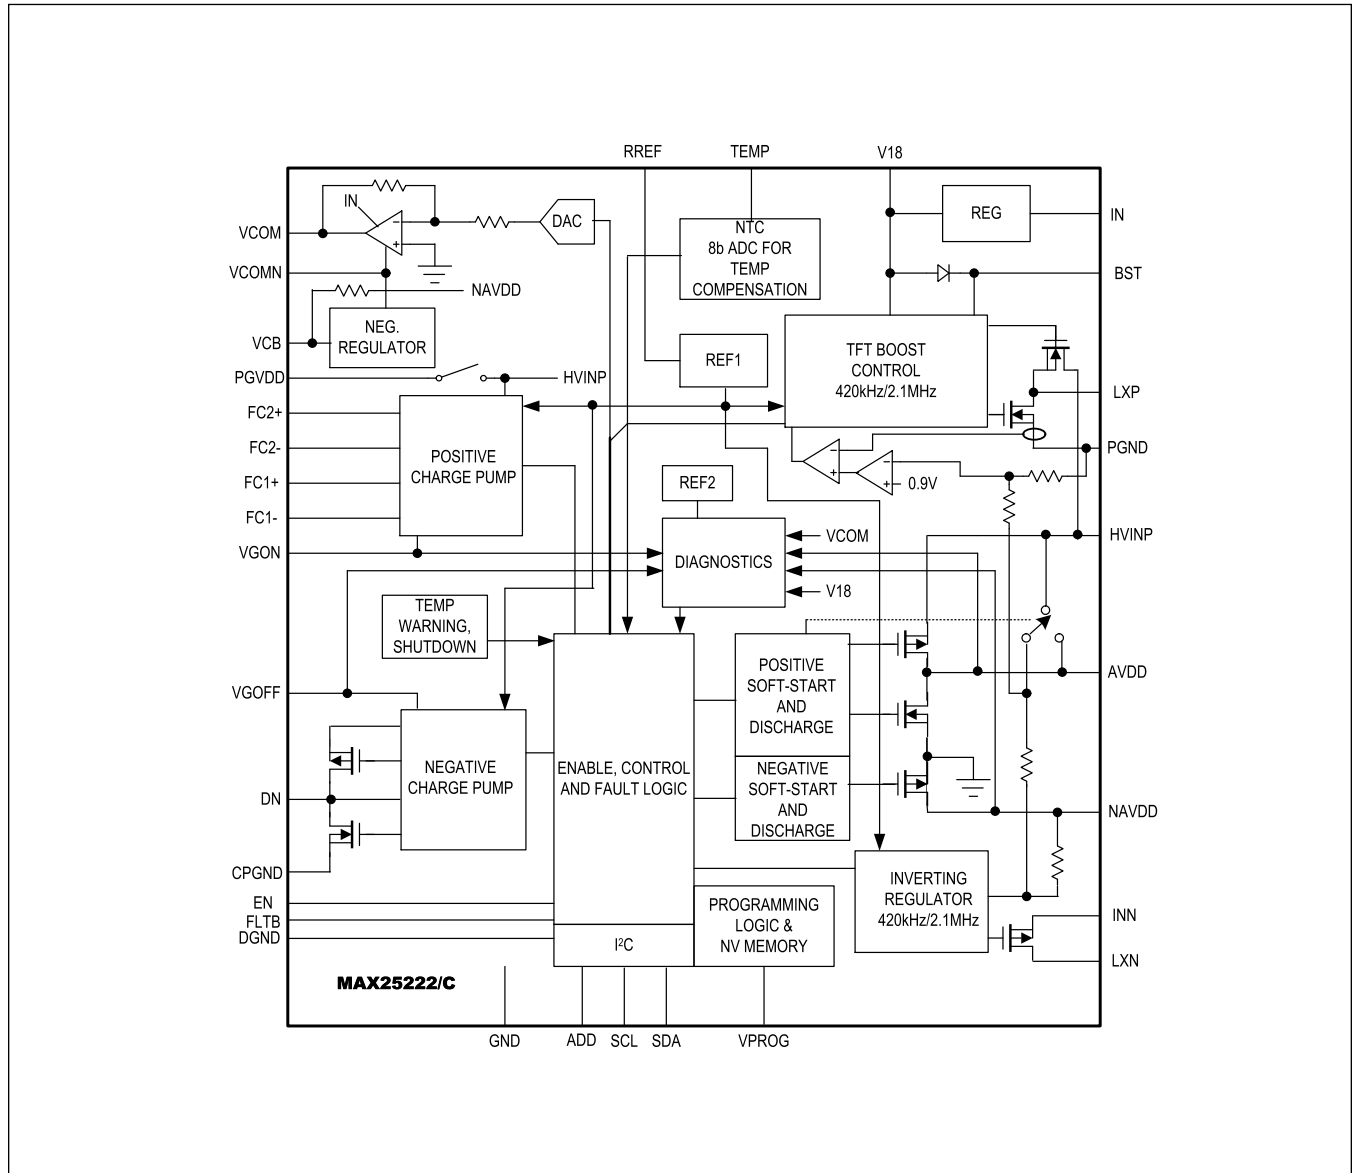 RREF
TEMP
V18
VCOM
VCOMN
VCB
PGVDD
FC2+
FC2-
FC1+
FC1-
VGON
VGOFF
DN
CPGND
EN
FLTB
DGND
IN
DAC
NAVDD
NEG.
REGULATOR
HVINP
POSITIVE
CHARGE PUMP
NTC
8b ADC FOR
TEMP
COMPENSATION
REF1
REG
TFT BOOST
CONTROL
420kHz/2.1MHz
0.9V
REF2
DIAGNOSTICS
VCOM
V18
TEMP
WARNING,
SHUTDOWN
NEGATIVE
CHARGE PUMP
ENABLE, CONTROL
AND FAULT LOGIC
I²C
POSITIVE
SOFT-START
AND
DISCHARGE
NEGATIVE
SOFT-START
AND
DISCHARGE
PROGRAMMING
LOGIC &
NV MEMORY
INVERTING
REGULATOR
420kHz/2.1MHz
IN
BST
LXP
PGND
HVINP
AVDD
NAVDD
INN
LXN
MAX25222/C
GND
ADD
SCL
SDA
VPROG